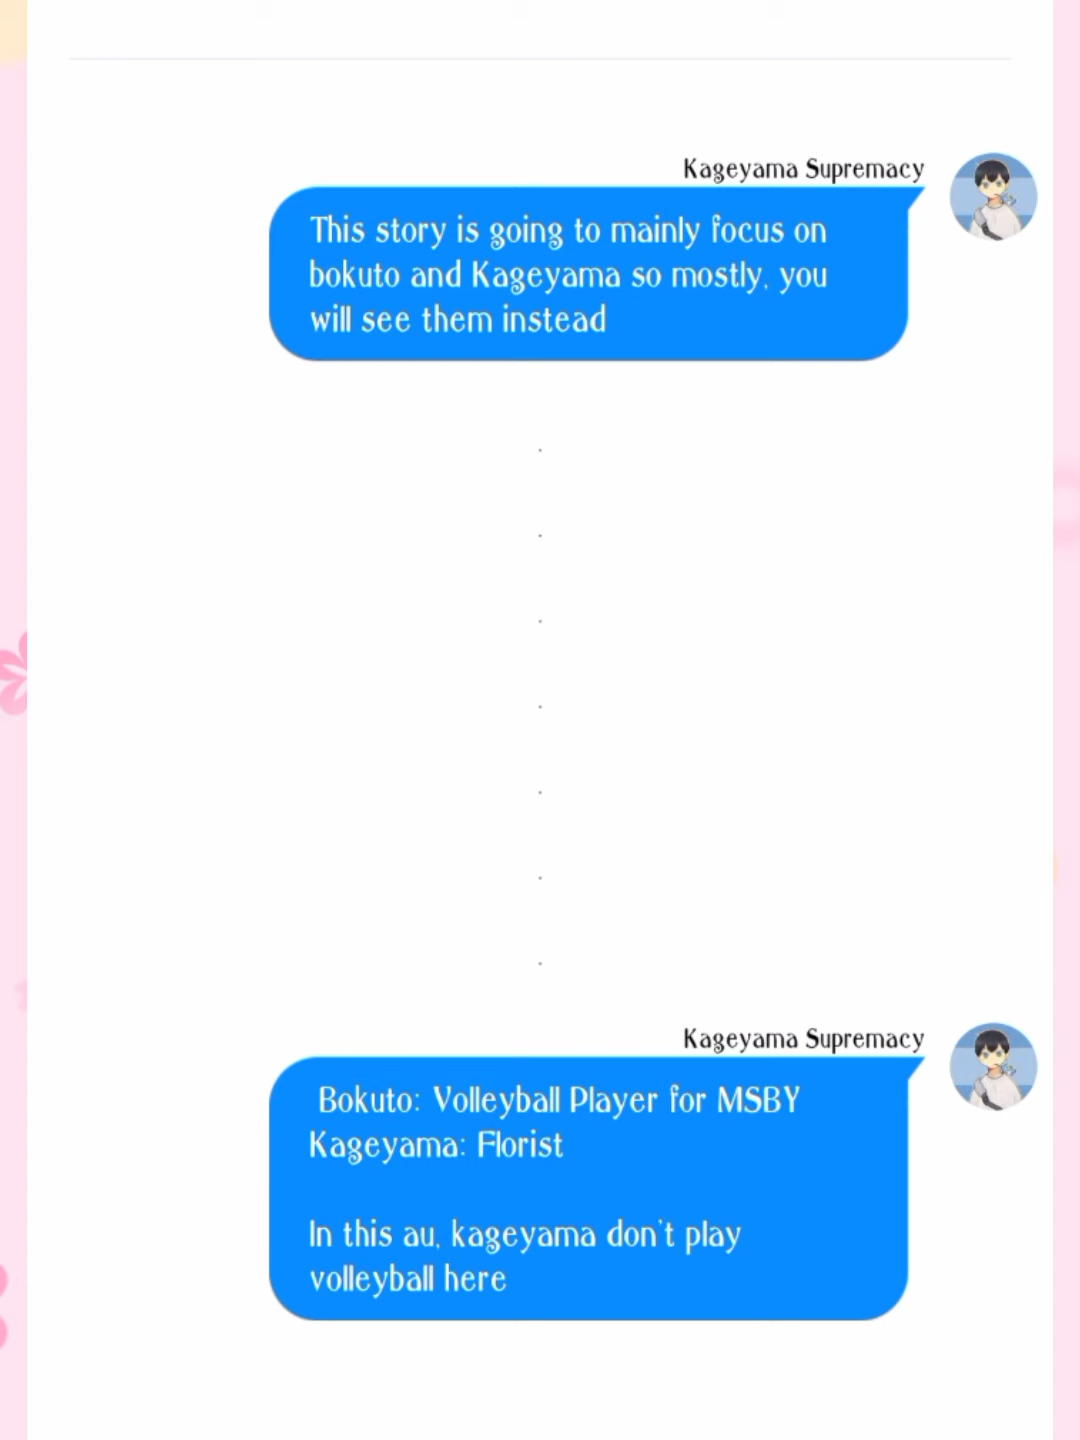 Kageyama Supremacy
This story is going to mainly focus on
bokuto and Kageyama so mostly, you
will see them instead
.
.
.
.
.
.
.
Kageyama Supremacy
Bokuto: Volleyball Player for MSBY
Kageyama: Florist
In this au, kageyama don't play
volleyball here